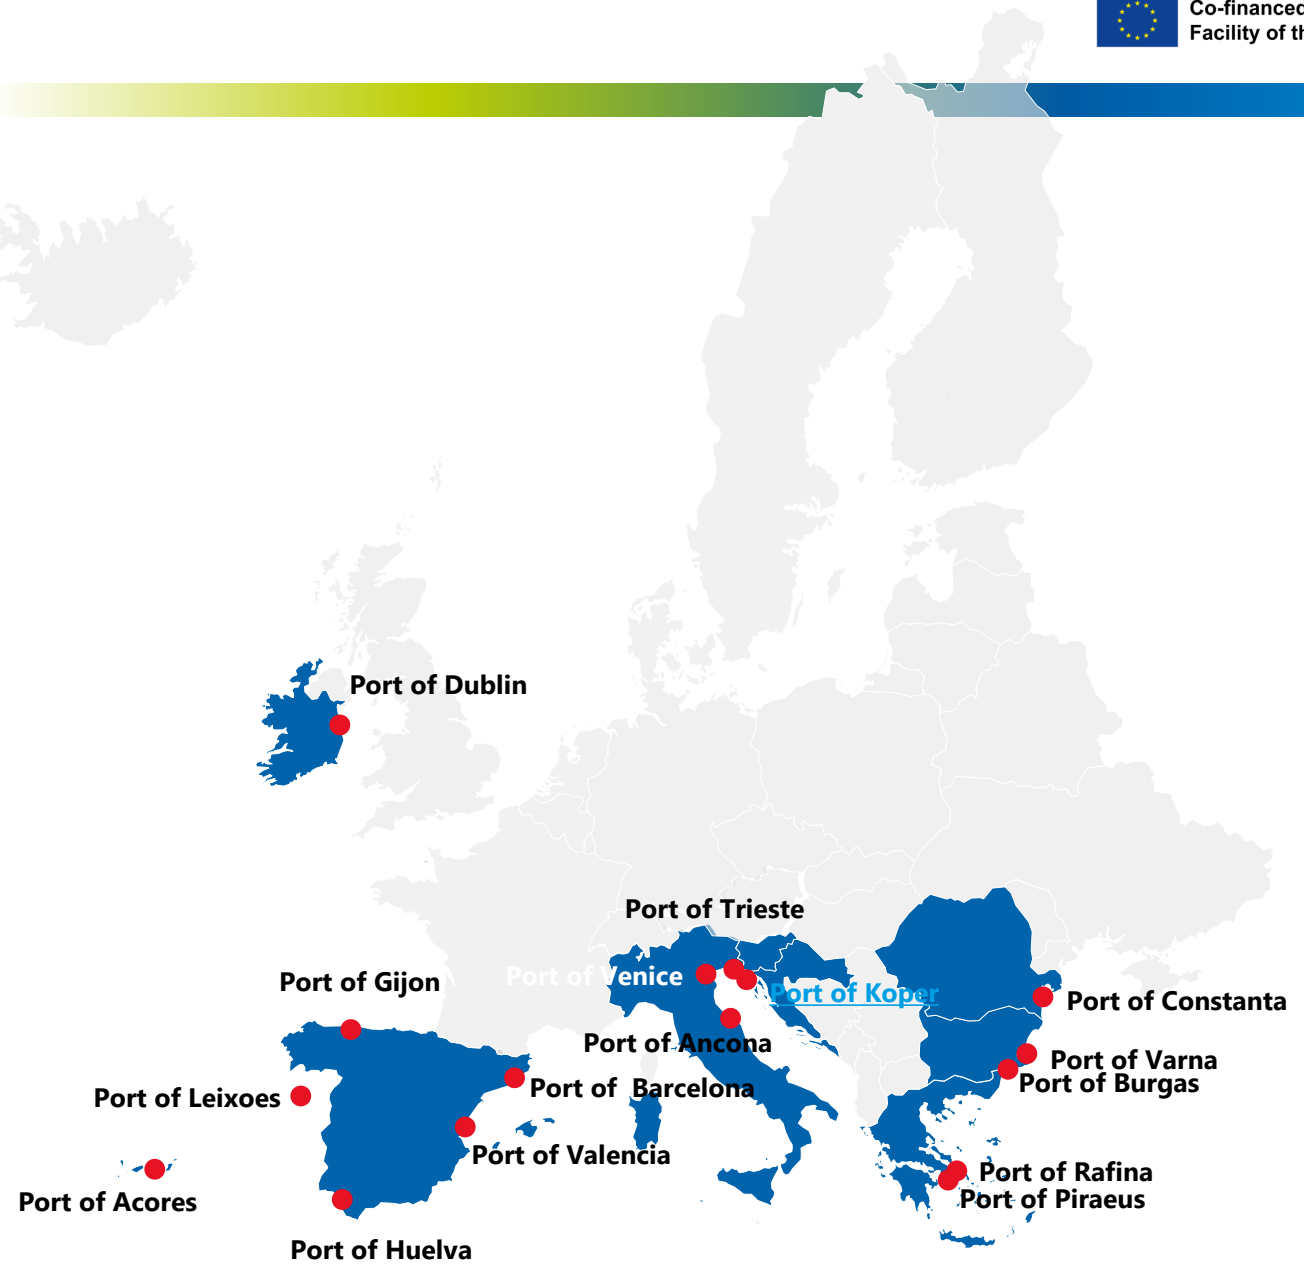 Co-financed
Facility of th
Port of Dublin
Port of Trieste
Port of Venice
Port of Gijon
Port of Koper
Port of Constanta
Port of Ancona
Port of Varna
Port of Burgas
Port of Barcelona
Port of Leixoes
Port of Valencia
Port of Rafina
Port of Piraeus
Port of Acores
Port of Huelva